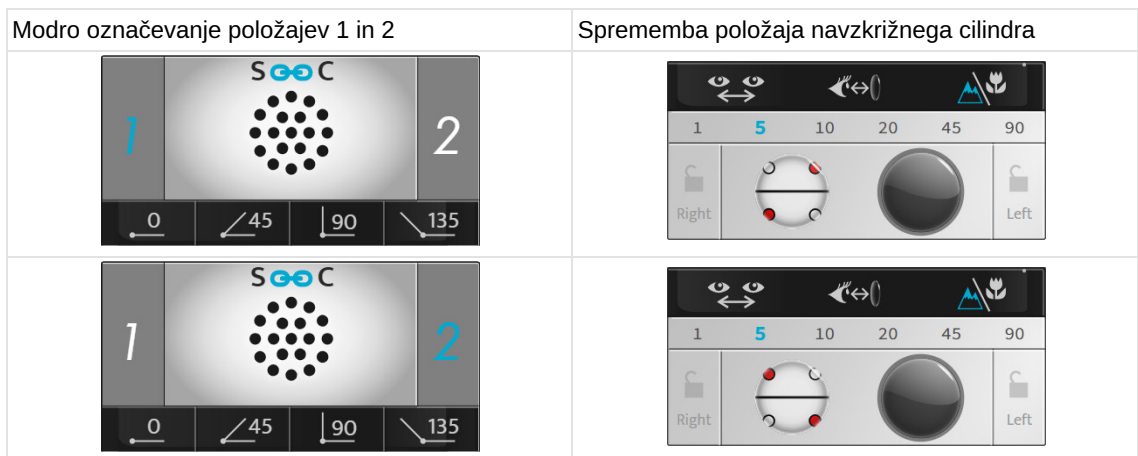 Modro označevanje položajev 1 in 2
Sprememba položaja navzkrižnega cilindra
S C
1 2
0 45 90 135
1 5 10 20 45 90
Right Left
S C
1 2
0 45 90 135
1 5 10 20 45 90
Right Left